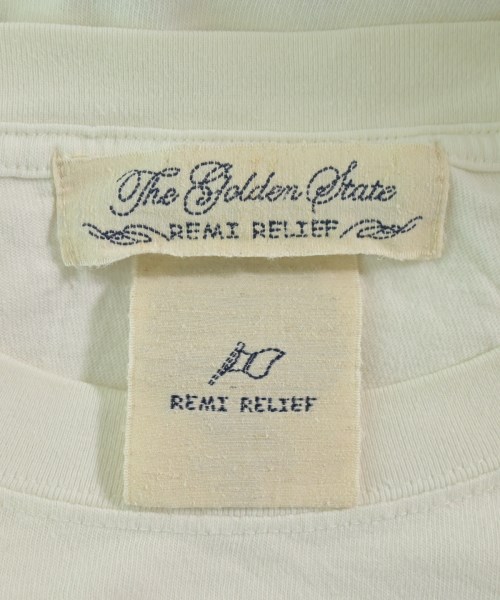 The Golden State
REMI RELIEF
REMI RELIEF